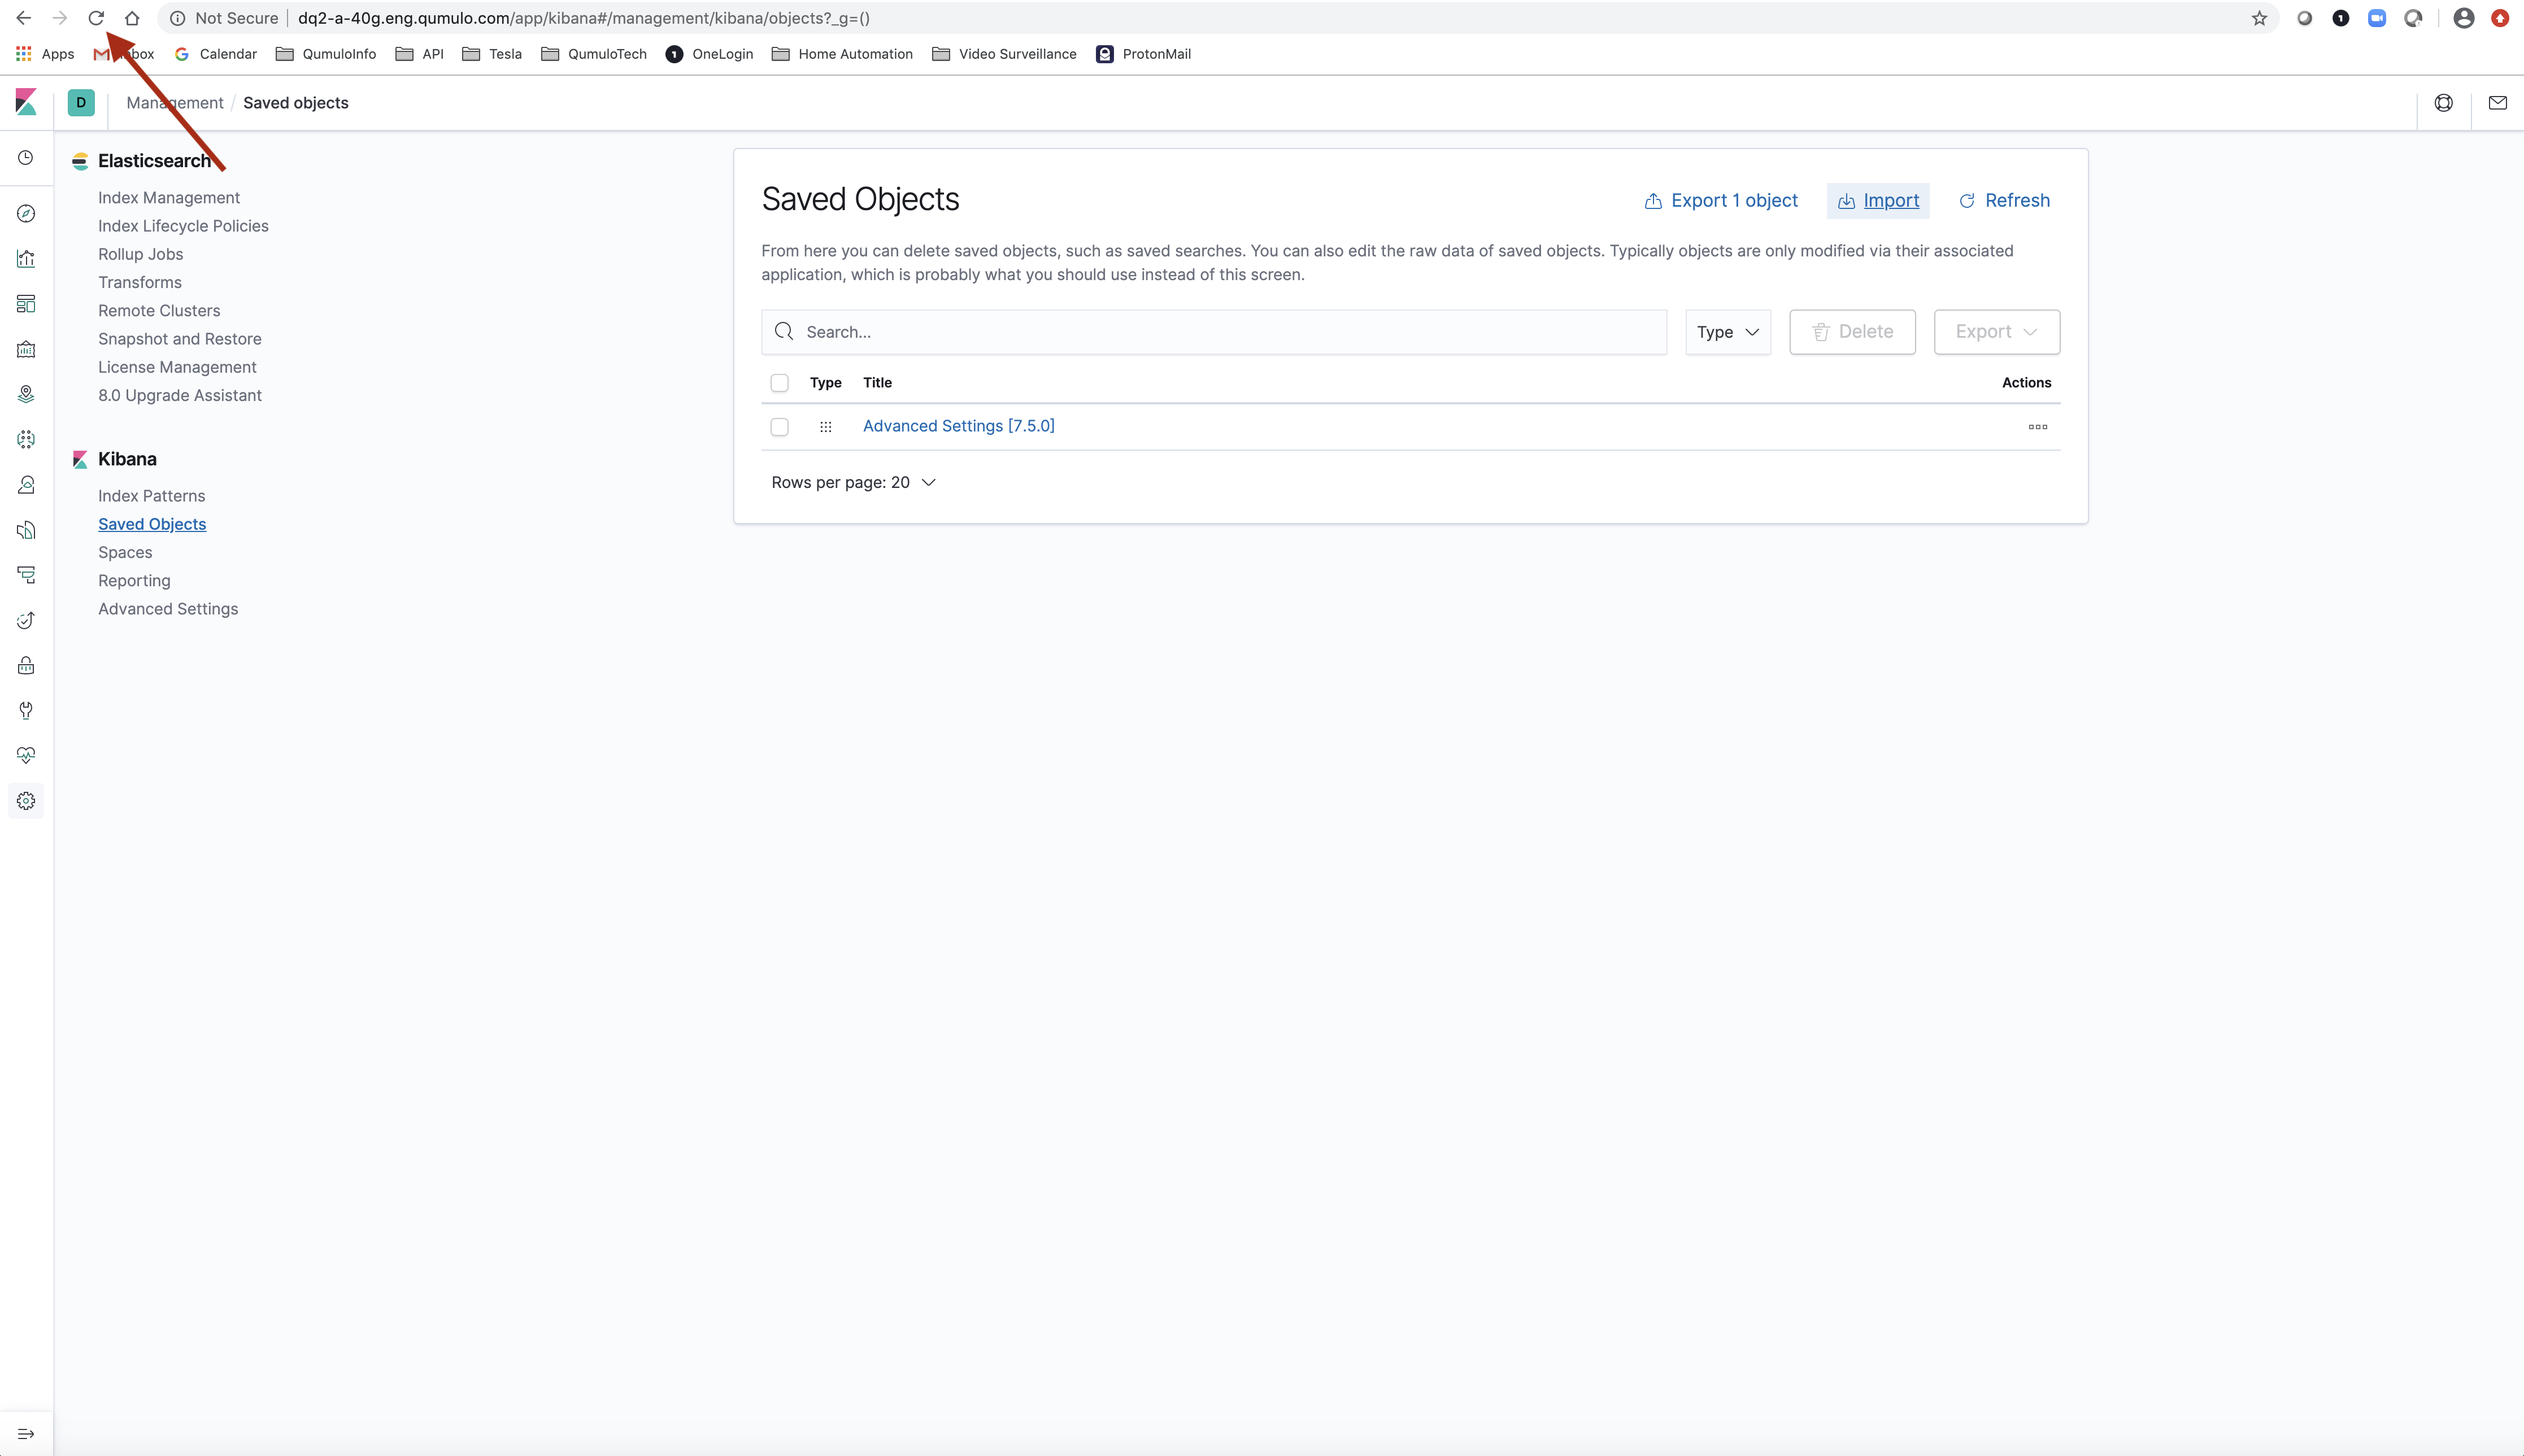 Not Secure dq2-a-40g.eng.qumulo.com/app/kibana#/management/kibana/objects?_g=()
Apps Calendar QumuloInfo API Tesla QumuloTech OneLogin Home Automation Video Surveillance ProtonMail
D Management / Saved objects
Elasticsearch
Index Management
Index Lifecycle Policies
Rollup Jobs
Transforms
Remote Clusters
Snapshot and Restore
License Management
8.0 Upgrade Assistant
Kibana
Index Patterns
Saved Objects
Spaces
Reporting
Advanced Settings
Saved Objects
Export 1 object Import Refresh
From here you can delete saved objects, such as saved searches. You can also edit the raw data of saved objects. Typically objects are only modified via their associated
application, which is probably what you should use instead of this screen.
Search... Type Delete Export
Type Title Actions
Advanced Settings [7.5.0]
Rows per page: 20